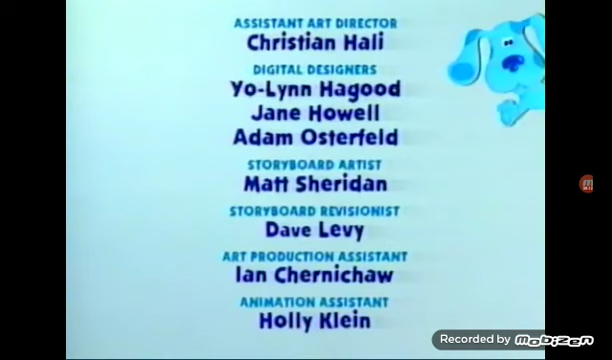 ASSISTANT ART DIRECTOR
Christian Hali
DIGITAL DESIGNERS
Yo-Lynn Hagood
Jane Howell
Adam Osterfeld
STORYBOARD ARTIST
Matt Sheridan
STORYBOARD REVISIONIST
Dave Levy
ART PRODUCTION ASSISTANT
Ian Chernichaw
ANIMATION ASSISTANT
Holly Klein
Recorded by mobizen